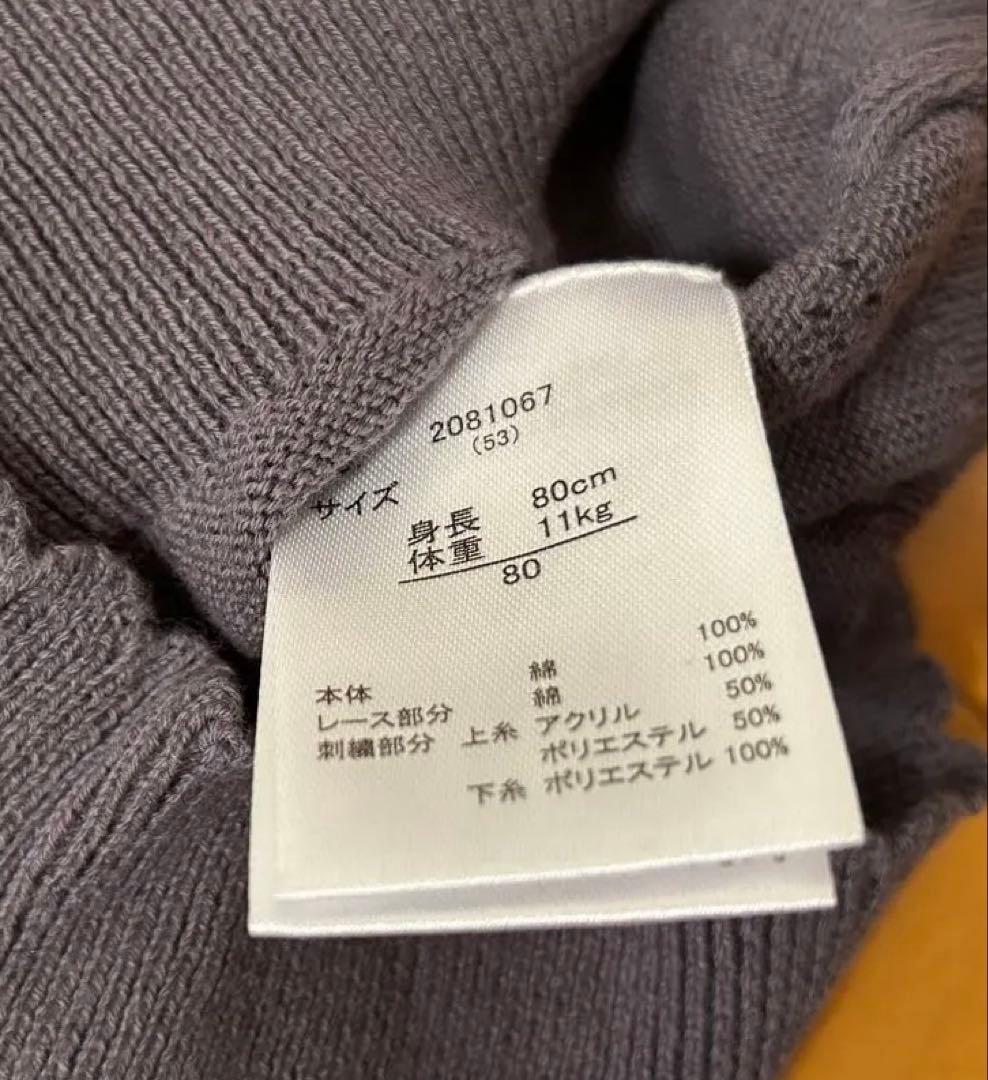 2081067
(53)
サイズ
身長 80cm
体重 11kg
80
本体 綿 100%
レース部分 綿 100%
刺繍部分 上糸 アクリル 50%
ポリエステル 50%
下糸 ポリエステル 100%